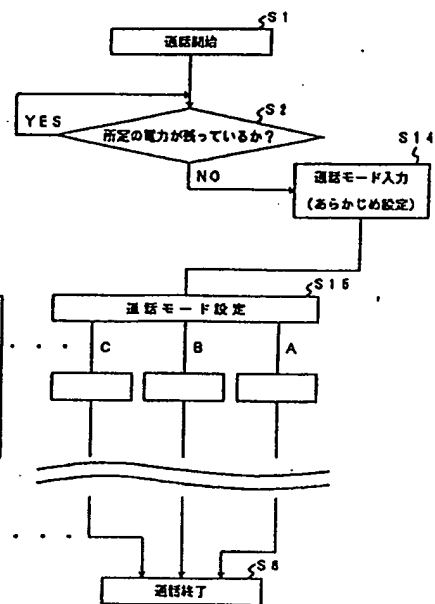 S1
通話開始
S2
YES
所定の電力が残っているか?
NO
S14
通話モード入力
(あらかじめ設定)
S15
通話モード設定
C B A
S8
通話終了